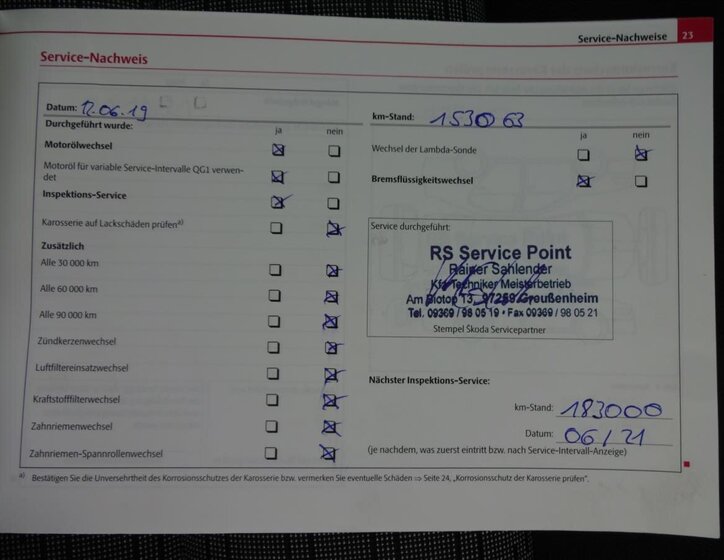 Service-Nachweise 23
Service-Nachweis
Datum: 12.06.19
Durchgeführt wurde:
ja nein
Motorölwechsel
Motoröl für variable Service-Intervalle QG1 verwen-
det
Inspektions-Service
Karosserie auf Lackschäden prüfen a)
Zusätzlich
Alle 30 000 km
Alle 60 000 km
Alle 90 000 km
Zündkerzenwechsel
Luftfiltereinsatzwechsel
Kraftstofffilterwechsel
Zahnriemenwechsel
Zahnriemen-Spannrollenwechsel
km-Stand: 153063
ja nein
Wechsel der Lambda-Sonde
Bremsflüssigkeitswechsel
Service durchgeführt:
RS Service Point
Rainer Sahlender
Kfz Techniker Meisterbetrieb
Am Biotop 13, 97259 Greußenheim
Tel. 09369 / 98 05 19 • Fax 09369 / 98 05 21
Stempel Škoda Servicepartner
Nächster Inspektions-Service:
km-Stand: 183000
Datum: 06/21
(je nachdem, was zuerst eintritt bzw. nach Service-Intervall-Anzeige)
a) Bestätigen Sie die Unversehrtheit des Korrosionsschutzes der Karosserie bzw. vermerken Sie eventuelle Schäden ⇒ Seite 24, „Korrosionsschutz der Karosserie prüfen".